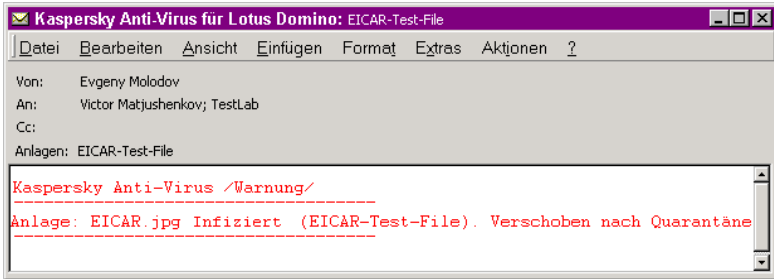 Kaspersky Anti-Virus für Lotus Domino: EICAR-Test-File
Datei Bearbeiten Ansicht Einfügen Format Extras Aktionen ?
Von: Evgeny Molodov
An: Victor Matjushenkov; TestLab
Cc:
Anlagen: EICAR-Test-File
Kaspersky Anti-Virus /Warnung/
------------------------------------
Anlage: EICAR.jpg Infiziert (EICAR-Test-File). Verschoben nach Quarantäne
------------------------------------